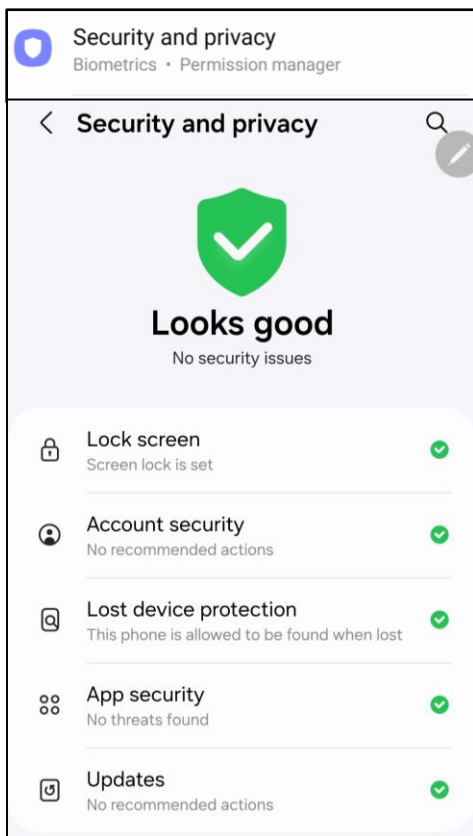 Security and privacy
Biometrics • Permission manager
Security and privacy
Looks good
No security issues
Lock screen
Screen lock is set
Account security
No recommended actions
Lost device protection
This phone is allowed to be found when lost
App security
No threats found
Updates
No recommended actions